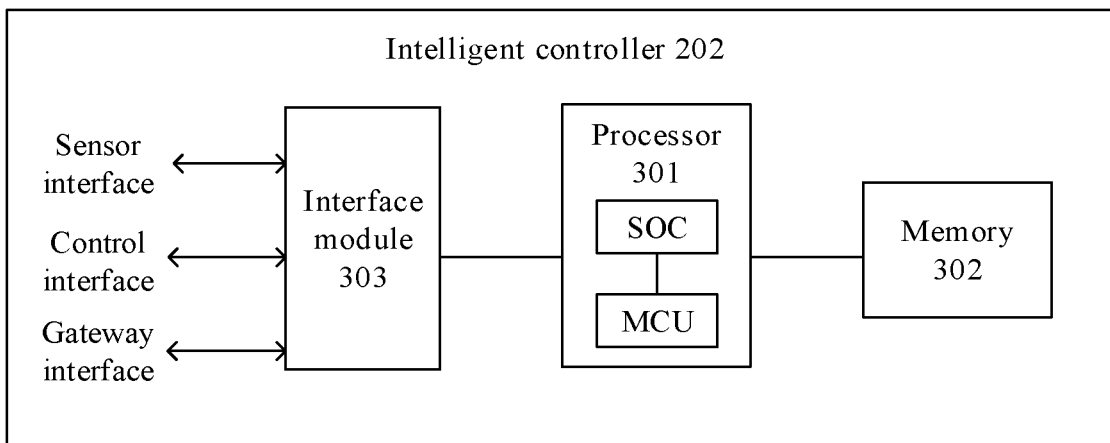 Intelligent controller 202
Sensor
interface
Control
interface
Gateway
interface
Interface
module
303
Processor
301
SOC
MCU
Memory
302